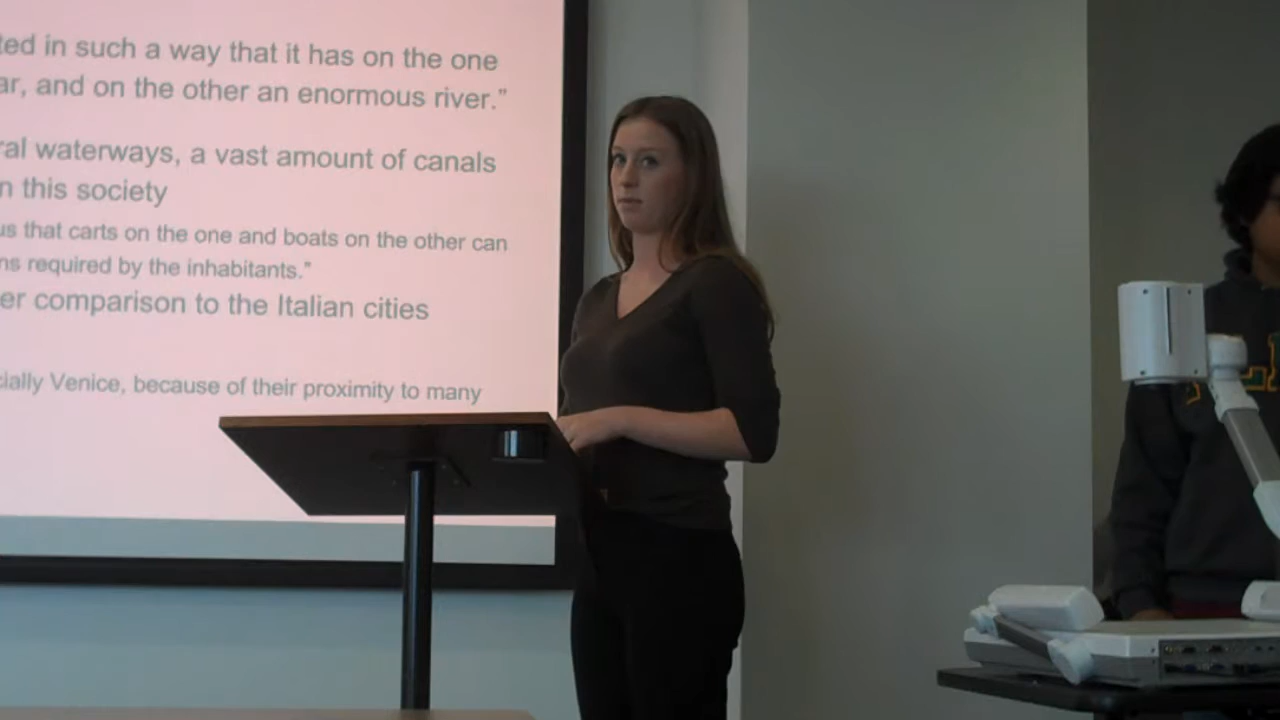 ted in such a way that it has on the one
ar, and on the other an enormous river.”
ral waterways, a vast amount of canals
n this society
us that carts on the one and boats on the other can
ns required by the inhabitants.”
er comparison to the Italian cities
cially Venice, because of their proximity to many